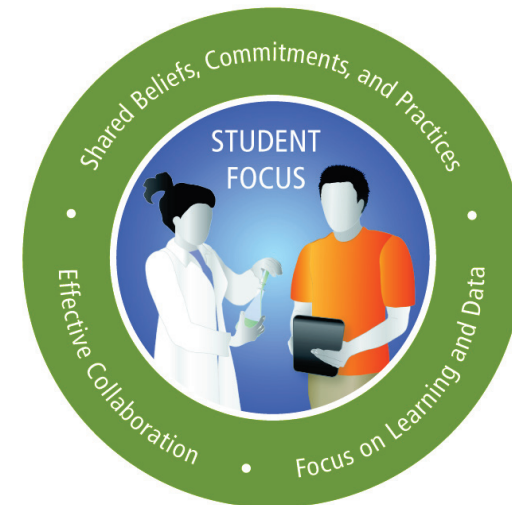 Shared Beliefs, Commitments, and Practices
STUDENT
FOCUS
Effective Collaboration
Focus on Learning and Data